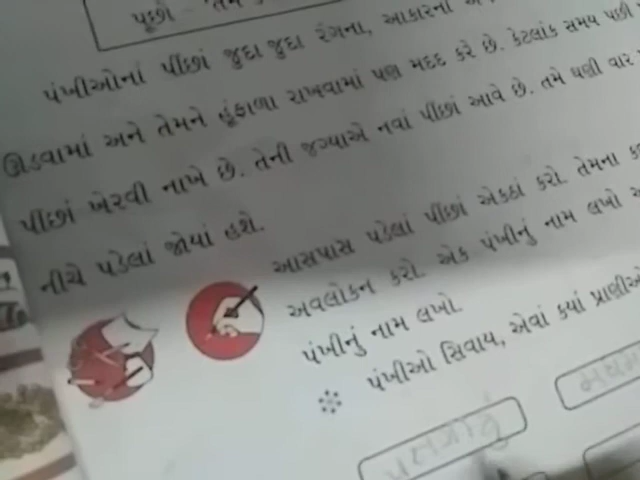 પૂછો - તમે
પંખીઓનાં પીંછાં જુદા જુદા રંગના, આકારનાં
ઊડવામાં અને તેમને હૂંફાળા રાખવામાં પણ મદદ કરે છે. કેટલાંક સમય પછી
પીંછાં ખેરવી નાખે છે. તેની જગ્યાએ નવાં પીંછાં આવે છે. તમે ઘણી વાર
નીચે પડેલાં જોયાં હશે.
આસપાસ પડેલાં પીંછાં એકઠાં કરો. તેમના
અવલોકન કરો. એક પંખીનું નામ લખો
પંખીનું નામ લખો.
પંખીઓ સિવાય, એવાં કયાં પ્રાણીઓ